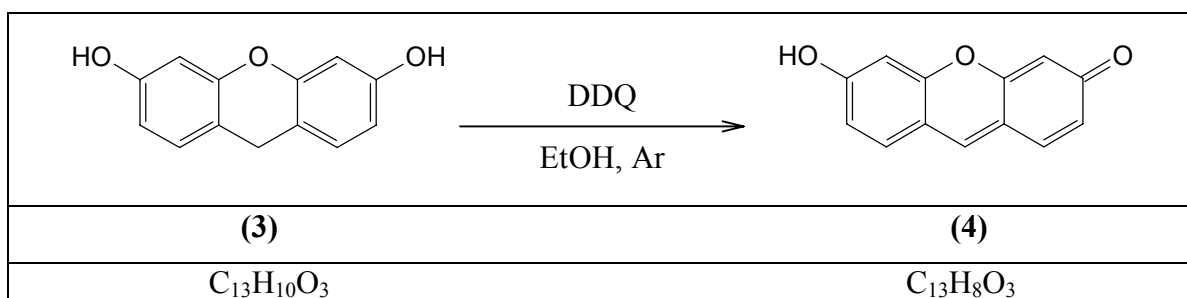 HO O OH
DDQ
EtOH, Ar
HO O O
(3) (4)
C₁₃H₁₀O₃ C₁₃H₈O₃